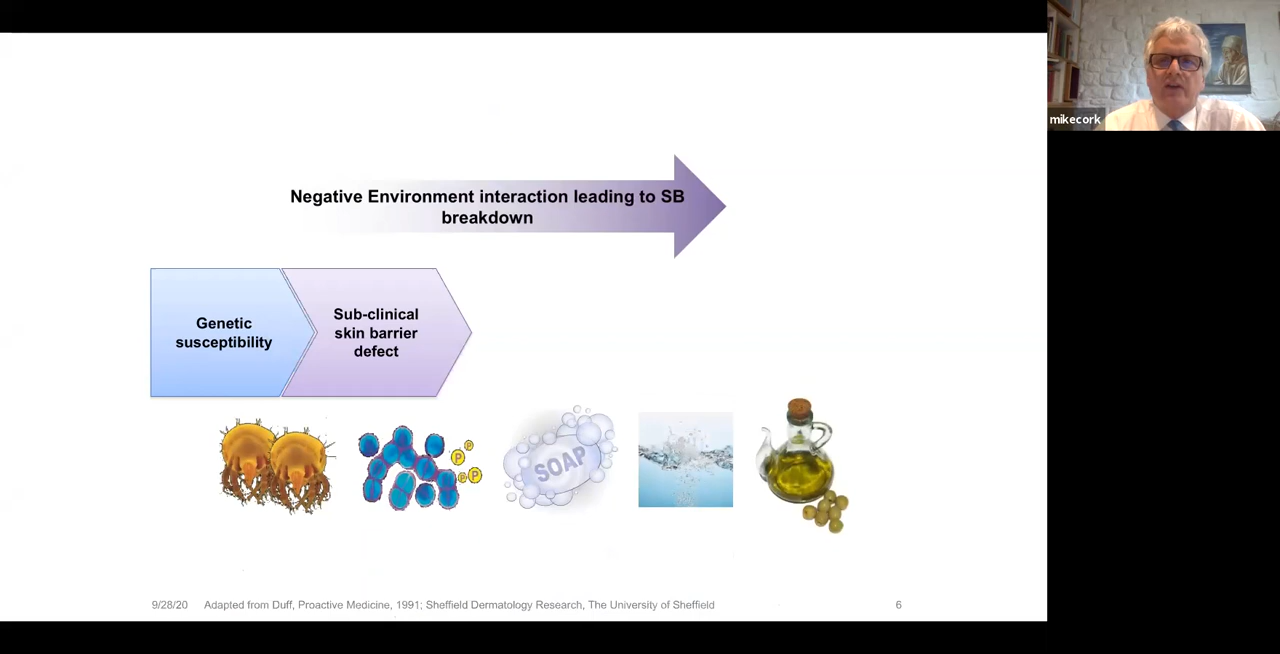 mikecork
Negative Environment interaction leading to SB
breakdown
Genetic
susceptibility
Sub-clinical
skin barrier
defect
P
P
P
P
SOAP
9/28/20 Adapted from Duff, Proactive Medicine, 1991; Sheffield Dermatology Research, The University of Sheffield 6